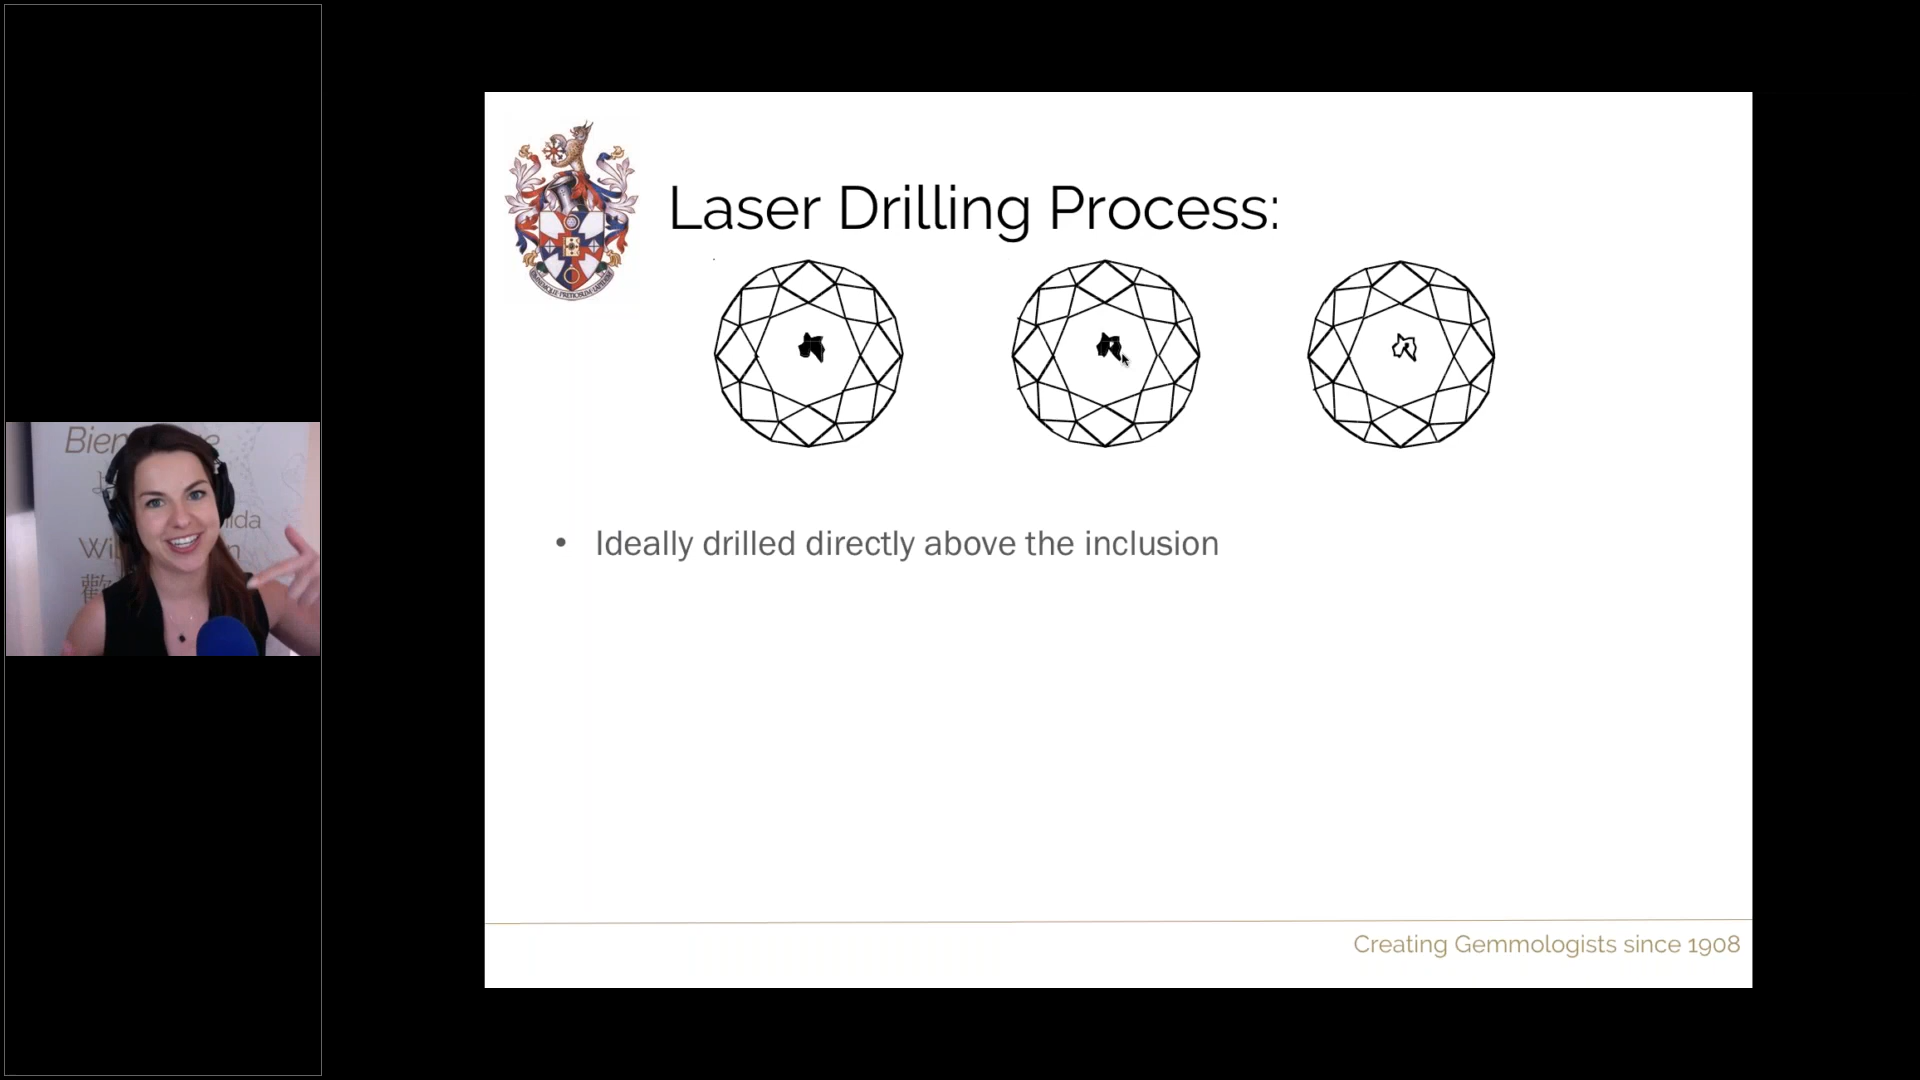 Laser Drilling Process:
Ideally drilled directly above the inclusion
Creating Gemmologists since 1908